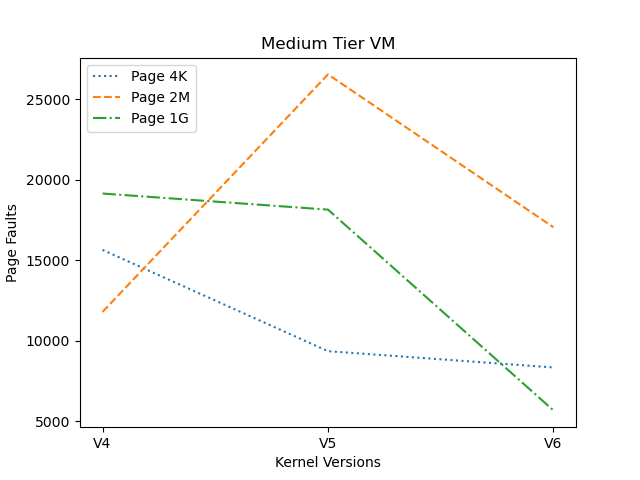 Medium Tier VM
Page 4K
Page 2M
Page 1G
25000
20000
15000
10000
5000
Page Faults
V4 V5 V6
Kernel Versions